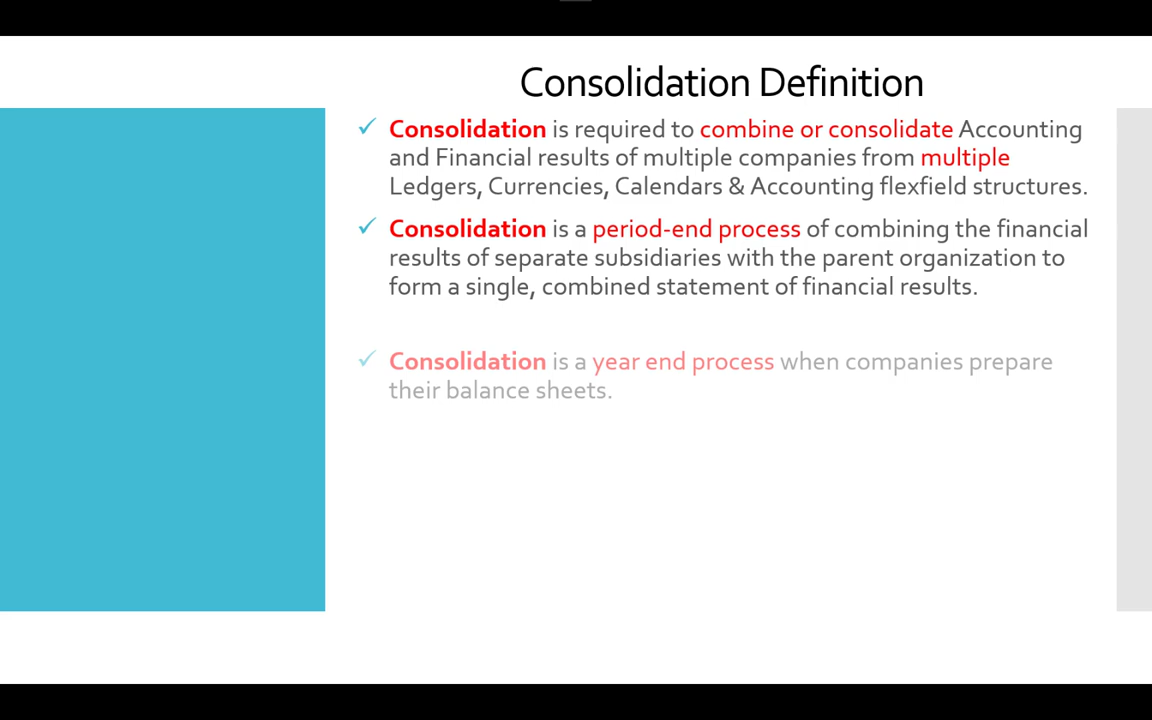 Consolidation Definition
✓ Consolidation is required to combine or consolidate Accounting
and Financial results of multiple companies from multiple
Ledgers, Currencies, Calendars & Accounting flexfield structures.
✓ Consolidation is a period-end process of combining the financial
results of separate subsidiaries with the parent organization to
form a single, combined statement of financial results.
✓ Consolidation is a year end process when companies prepare
their balance sheets.